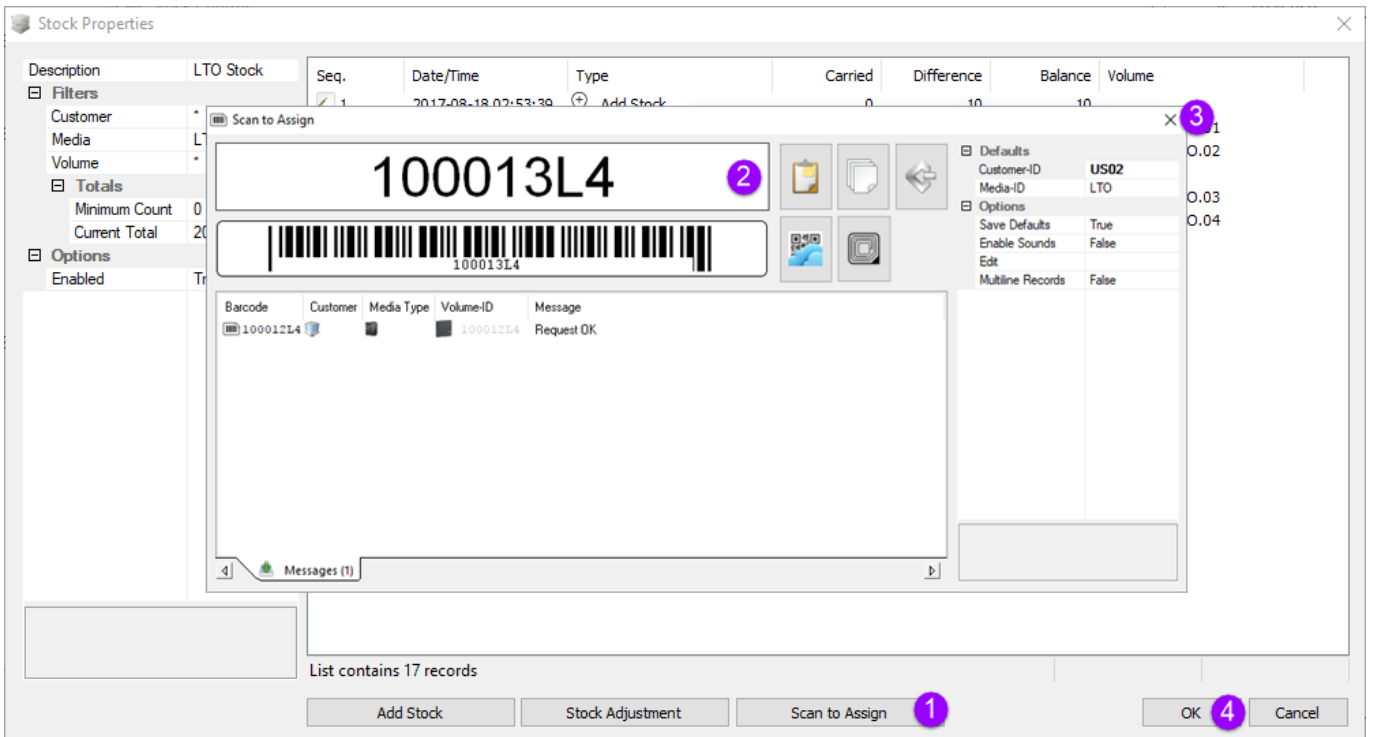 Stock Properties
Description LTO Stock
Filters
Customer *
Media
Volume *
Totals
Minimum Count 0
Current Total
Options
Enabled
Seq. Date/Time Type Carried Difference Balance Volume
1 2017-08-18 02:53:39 Add Stock 0 10 10
O.02
O.03
O.04
Scan to Assign
3
100013L4
2
100013L4
Barcode Customer Media Type Volume-ID Message
100012L4 100012L4 Request OK
Messages (1)
Defaults
Customer-ID US02
Media-ID LTO
Options
Save Defaults True
Enable Sounds False
Edit
Multiline Records False
List contains 17 records
Add Stock Stock Adjustment Scan to Assign 1 OK 4 Cancel